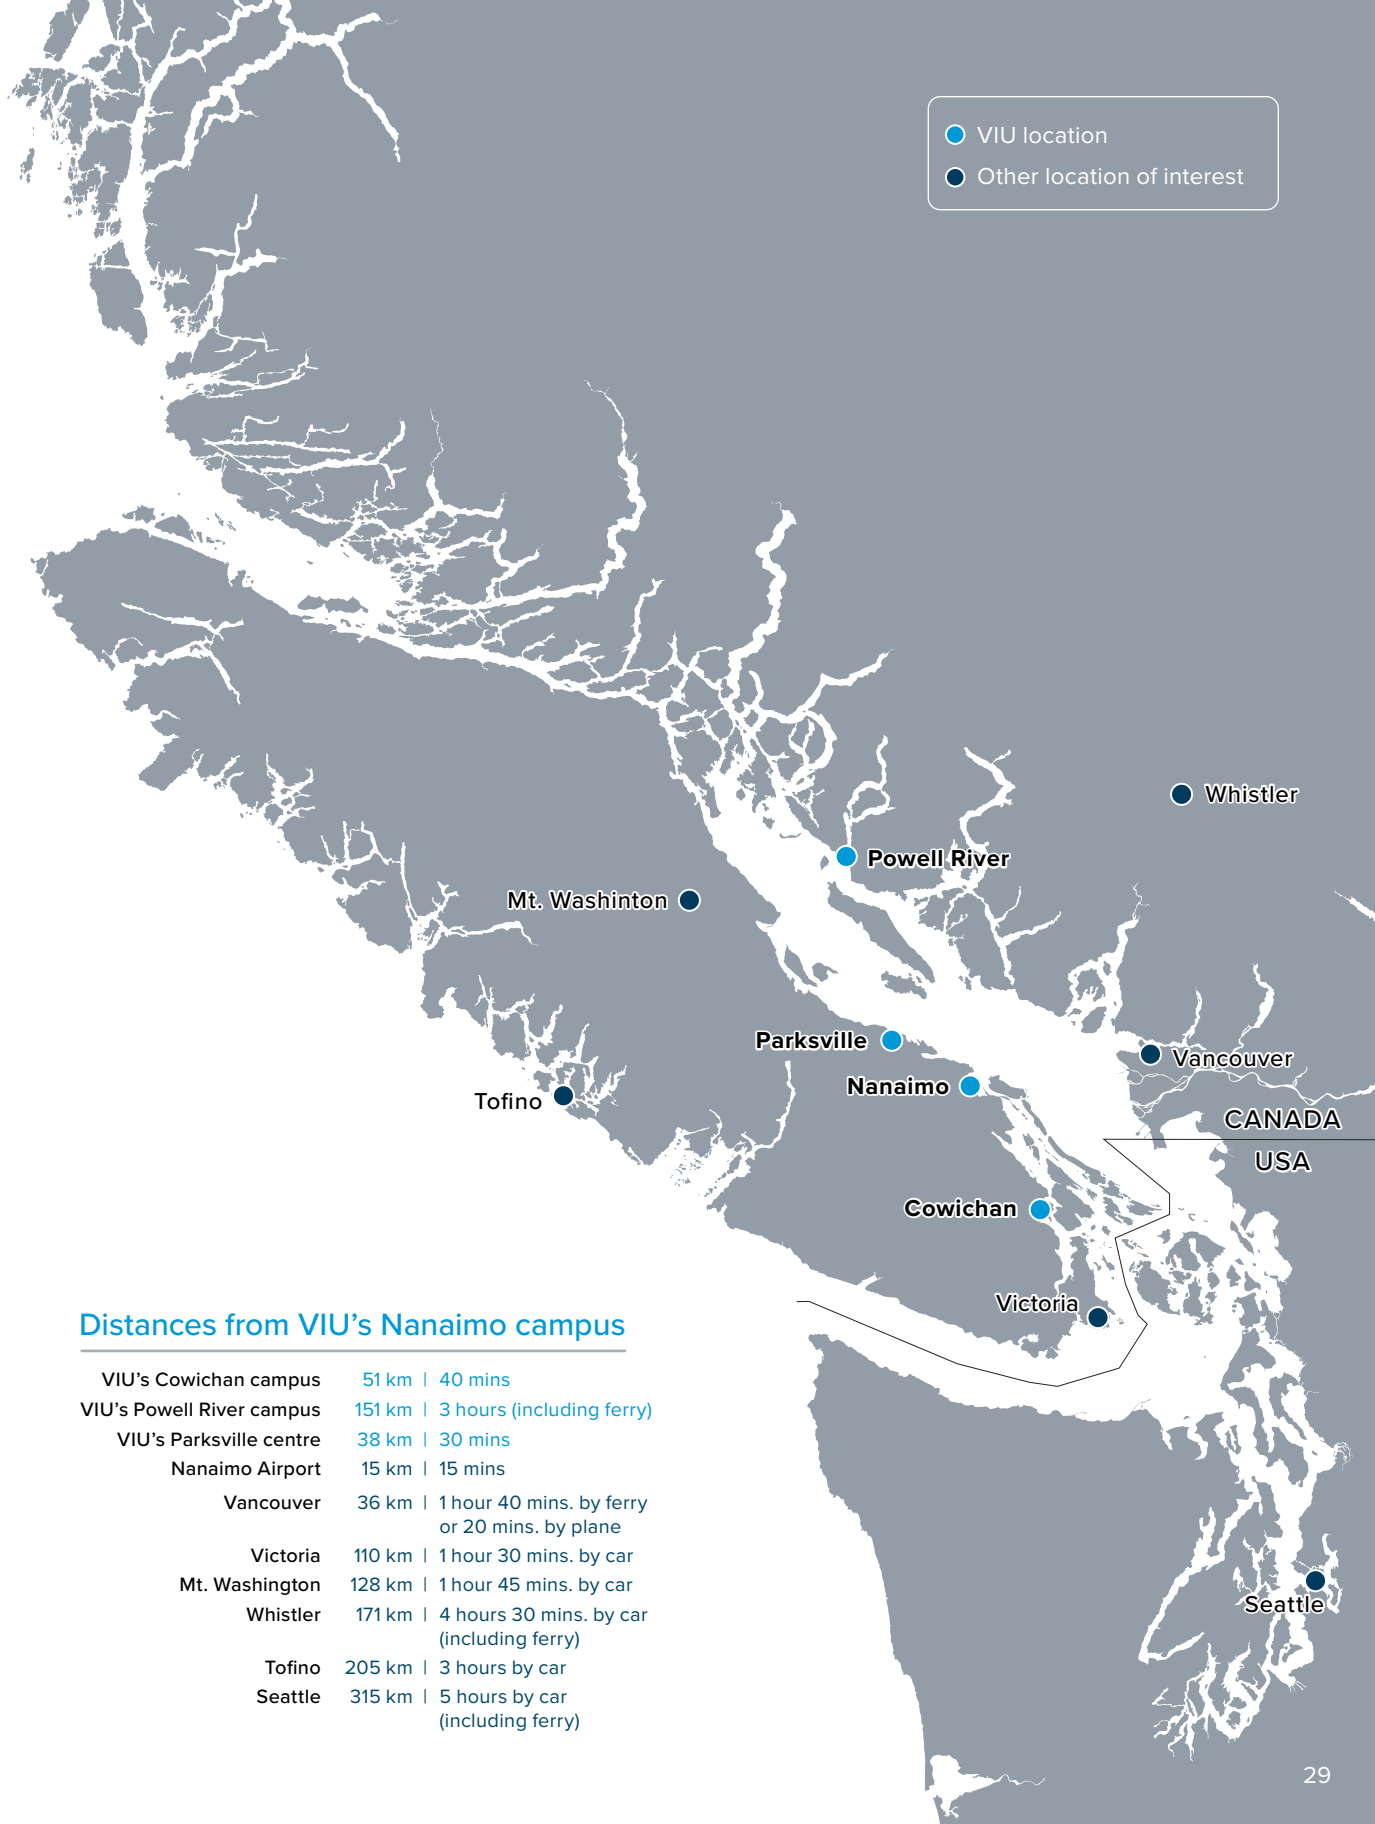 VIU location
Other location of interest
Whistler
Powell River
Mt. Washinton
Parksville
Vancouver
Nanaimo
Tofino
CANADA
USA
Cowichan
Victoria
Distances from VIU's Nanaimo campus
VIU's Cowichan campus 51 km | 40 mins
VIU's Powell River campus 151 km | 3 hours (including ferry)
VIU's Parksville centre 38 km | 30 mins
Nanaimo Airport 15 km | 15 mins
Vancouver 36 km | 1 hour 40 mins. by ferry
or 20 mins. by plane
Victoria 110 km | 1 hour 30 mins. by car
Mt. Washington 128 km | 1 hour 45 mins. by car
Whistler 171 km | 4 hours 30 mins. by car
(including ferry)
Tofino 205 km | 3 hours by car
Seattle 315 km | 5 hours by car
(including ferry)
Seattle
29